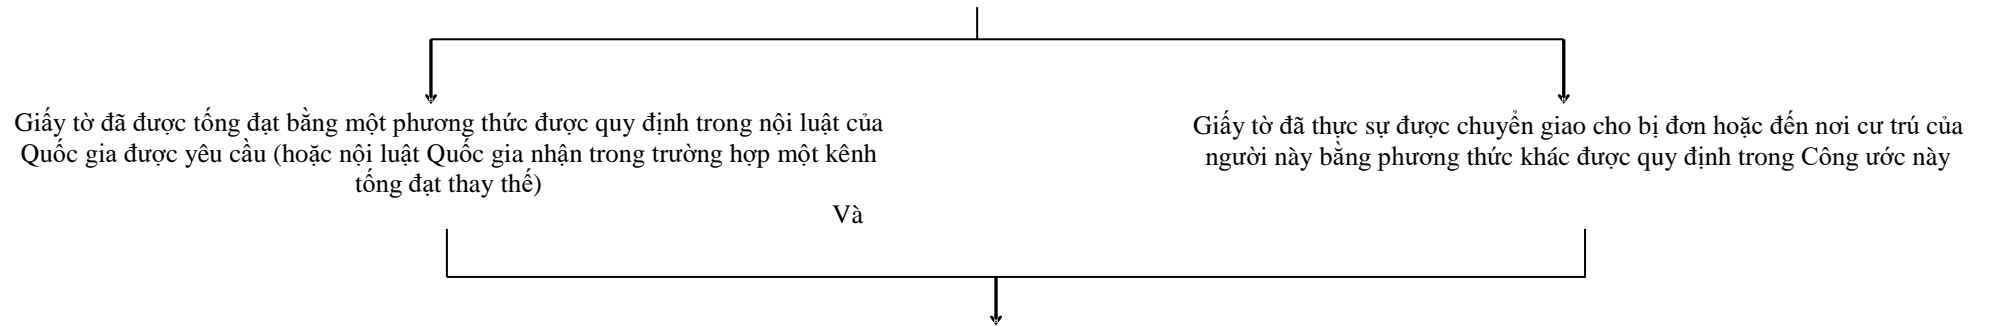 Giấy tờ đã được tống đạt bằng một phương thức được quy định trong nội luật của
Quốc gia được yêu cầu (hoặc nội luật Quốc gia nhận trong trường hợp một kênh
tống đạt thay thế)
Giấy tờ đã thực sự được chuyển giao cho bị đơn hoặc đến nơi cư trú của
người này bằng phương thức khác được quy định trong Công ước này
Và